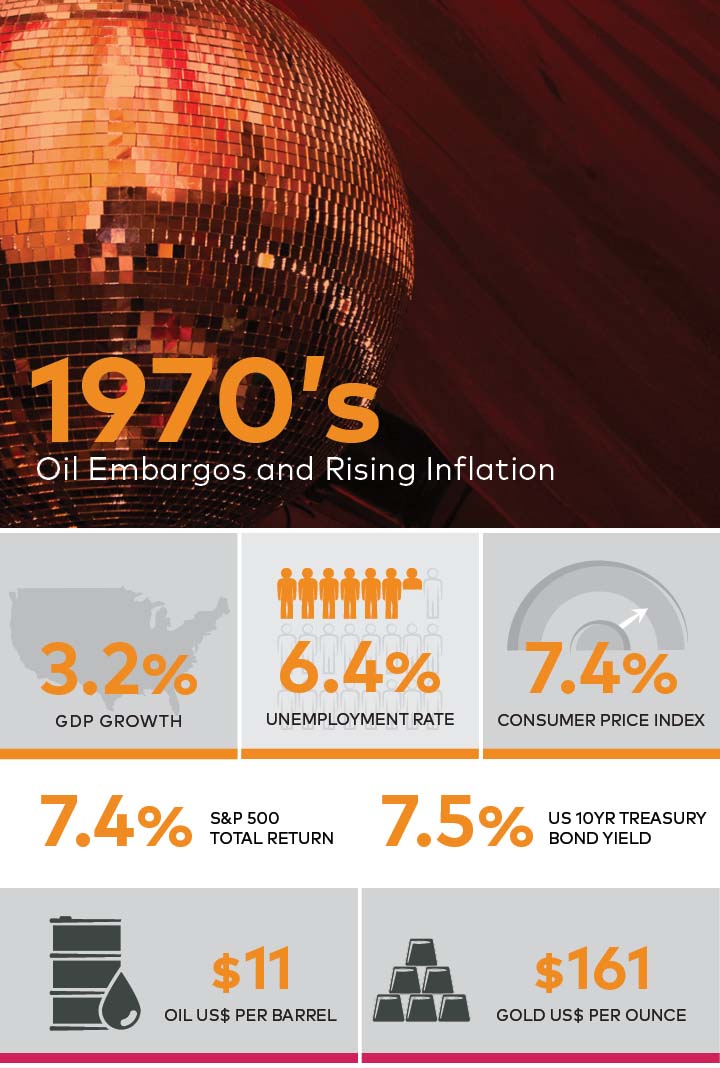 1970's
Oil Embargos and Rising Inflation
3.2%
GDP GROWTH
6.4%
UNEMPLOYMENT RATE
7.4%
CONSUMER PRICE INDEX
7.4%
S&P 500
TOTAL RETURN
7.5%
US 10YR TREASURY
BOND YIELD
$11
OIL US$ PER BARREL
$161
GOLD US$ PER OUNCE